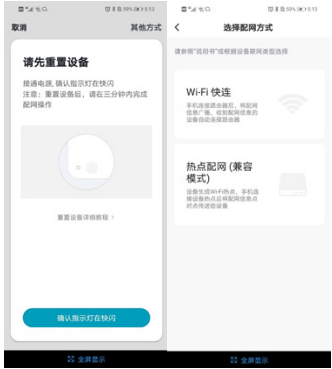 取消
其他方式
请先重置设备
接通电源,确认指示灯在快闪
注意：重置设备后，请在三分钟内完成
配网操作
重置设备详细教程 >
确认指示灯在快闪
全屏显示
5:13
选择配网方式
请参照"说明书"或根据设备联网类型选择
Wi-Fi 快连
手机连接路由器后，将配网
信息广播，收到配网信息的
设备自动连接路由器
热点配网 (兼容
模式)
设备生成WiFi热点，手机连
接设备热点后将配网信息点
对点传送给设备
全屏显示